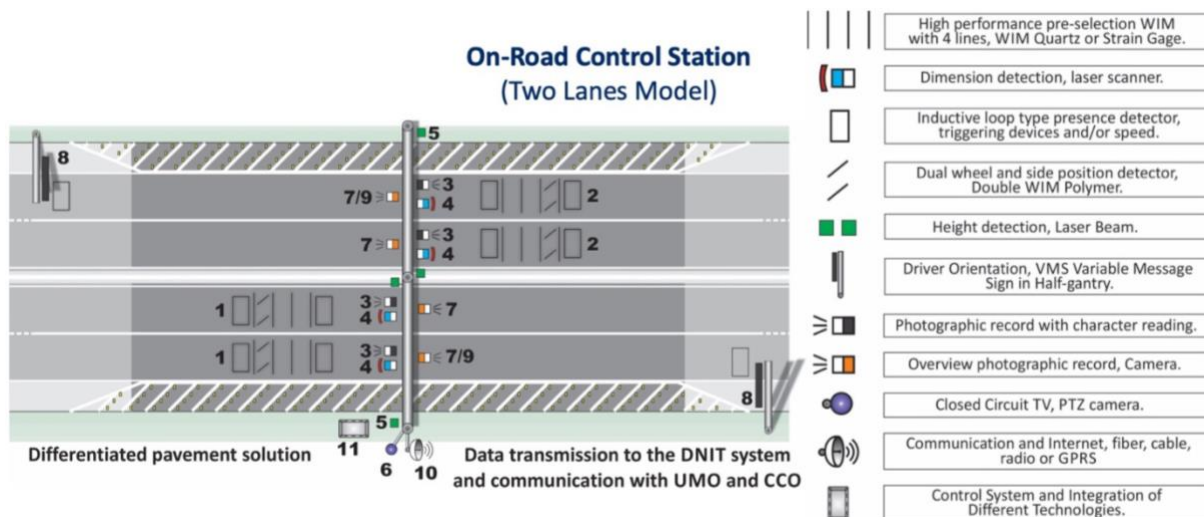 On-Road Control Station
(Two Lanes Model)
5
8
7/9
3
4
2
7
3
4
2
1
3
4
7
1
3
4
7/9
8
5
11
6
10
Differentiated pavement solution
Data transmission to the DNIT system
and communication with UMO and CCO
High performance pre-selection WIM
with 4 lines, WIM Quartz or Strain Gage.
Dimension detection, laser scanner.
Inductive loop type presence detector,
triggering devices and/or speed.
Dual wheel and side position detector,
Double WIM Polymer.
Height detection, Laser Beam.
Driver Orientation, VMS Variable Message
Sign in Half-gantry.
Photographic record with character reading.
Overview photographic record, Camera.
Closed Circuit TV, PTZ camera.
Communication and Internet, fiber, cable,
radio or GPRS
Control System and Integration of
Different Technologies.